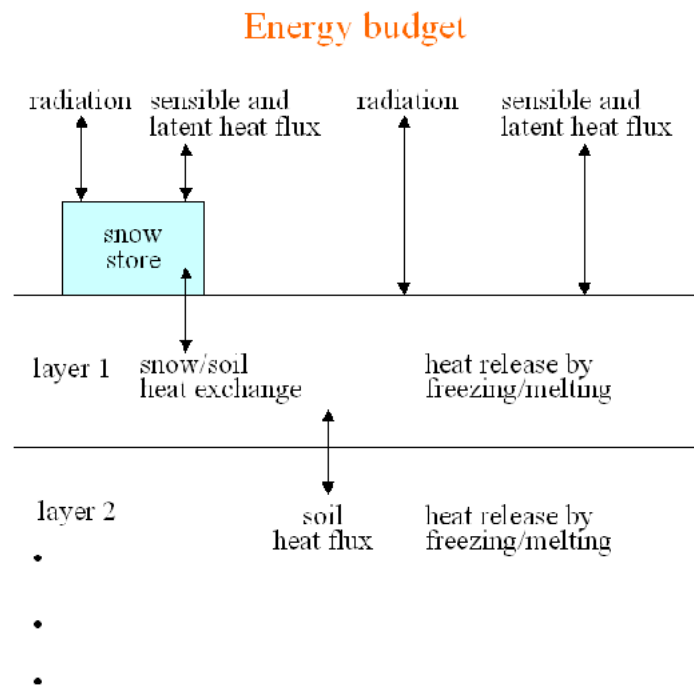 Energy budget
radiation
sensible and
latent heat flux
radiation
sensible and
latent heat flux
snow
store
layer 1
snow/soil
heat exchange
heat release by
freezing/melting
layer 2
soil
heat flux
heat release by
freezing/melting